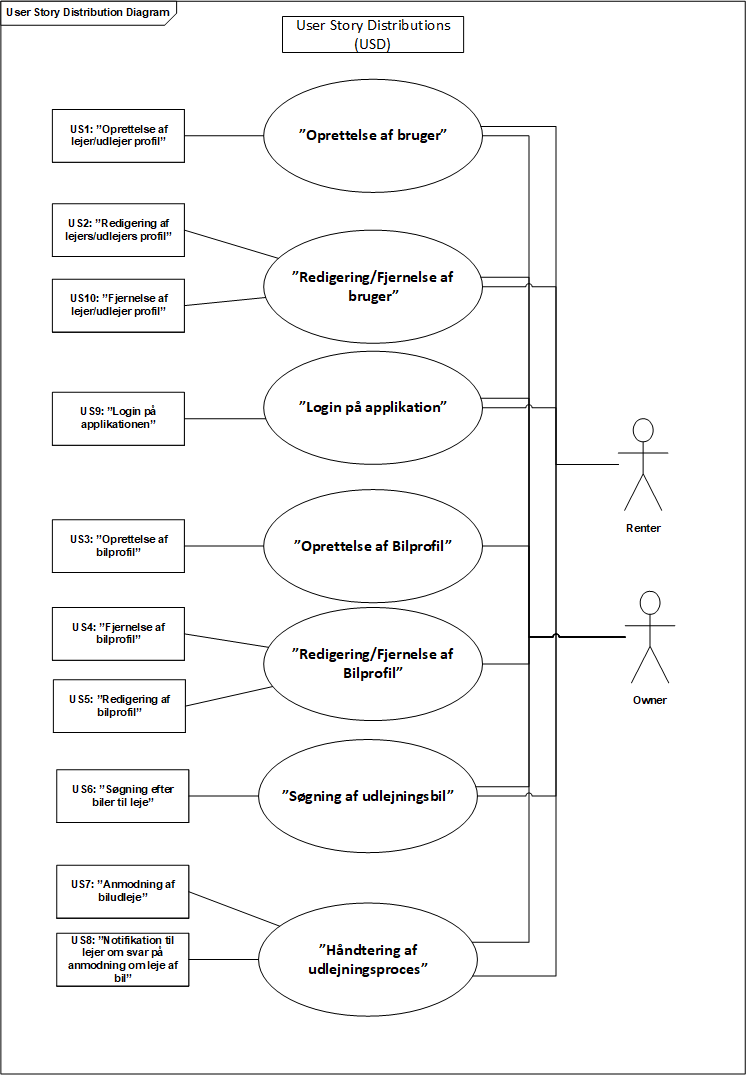 User Story Distribution Diagram
User Story Distributions
(USD)
US1: ”Oprettelse af
lejer/udlejer profil”
”Oprettelse af bruger”
US2: ”Redigering af
lejers/udlejers profil”
”Redigering/Fjernelse af
bruger”
US10: ”Fjernelse af
lejer/udlejer profil”
US9: ”Login på
applikationen”
”Login på applikation”
Renter
US3: ”Oprettelse af
bilprofil”
”Oprettelse af Bilprofil”
US4: ”Fjernelse af
bilprofil”
”Redigering/Fjernelse af
Bilprofil”
US5: ”Redigering af
bilprofil”
Owner
US6: ”Søgning efter
biler til leje”
”Søgning af udlejningsbil”
US7: ”Anmodning af
biludleje”
US8: ”Notifikation til
lejer om svar på
anmodning om leje af
bil”
”Håndtering af
udlejningsproces”